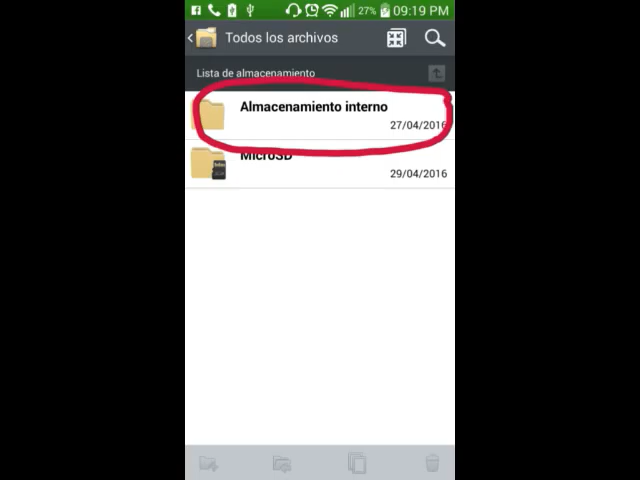 27% 09:19 PM
Todos los archivos
Lista de almacenamiento
Almacenamiento interno
27/04/2016
MicroSD
29/04/2016